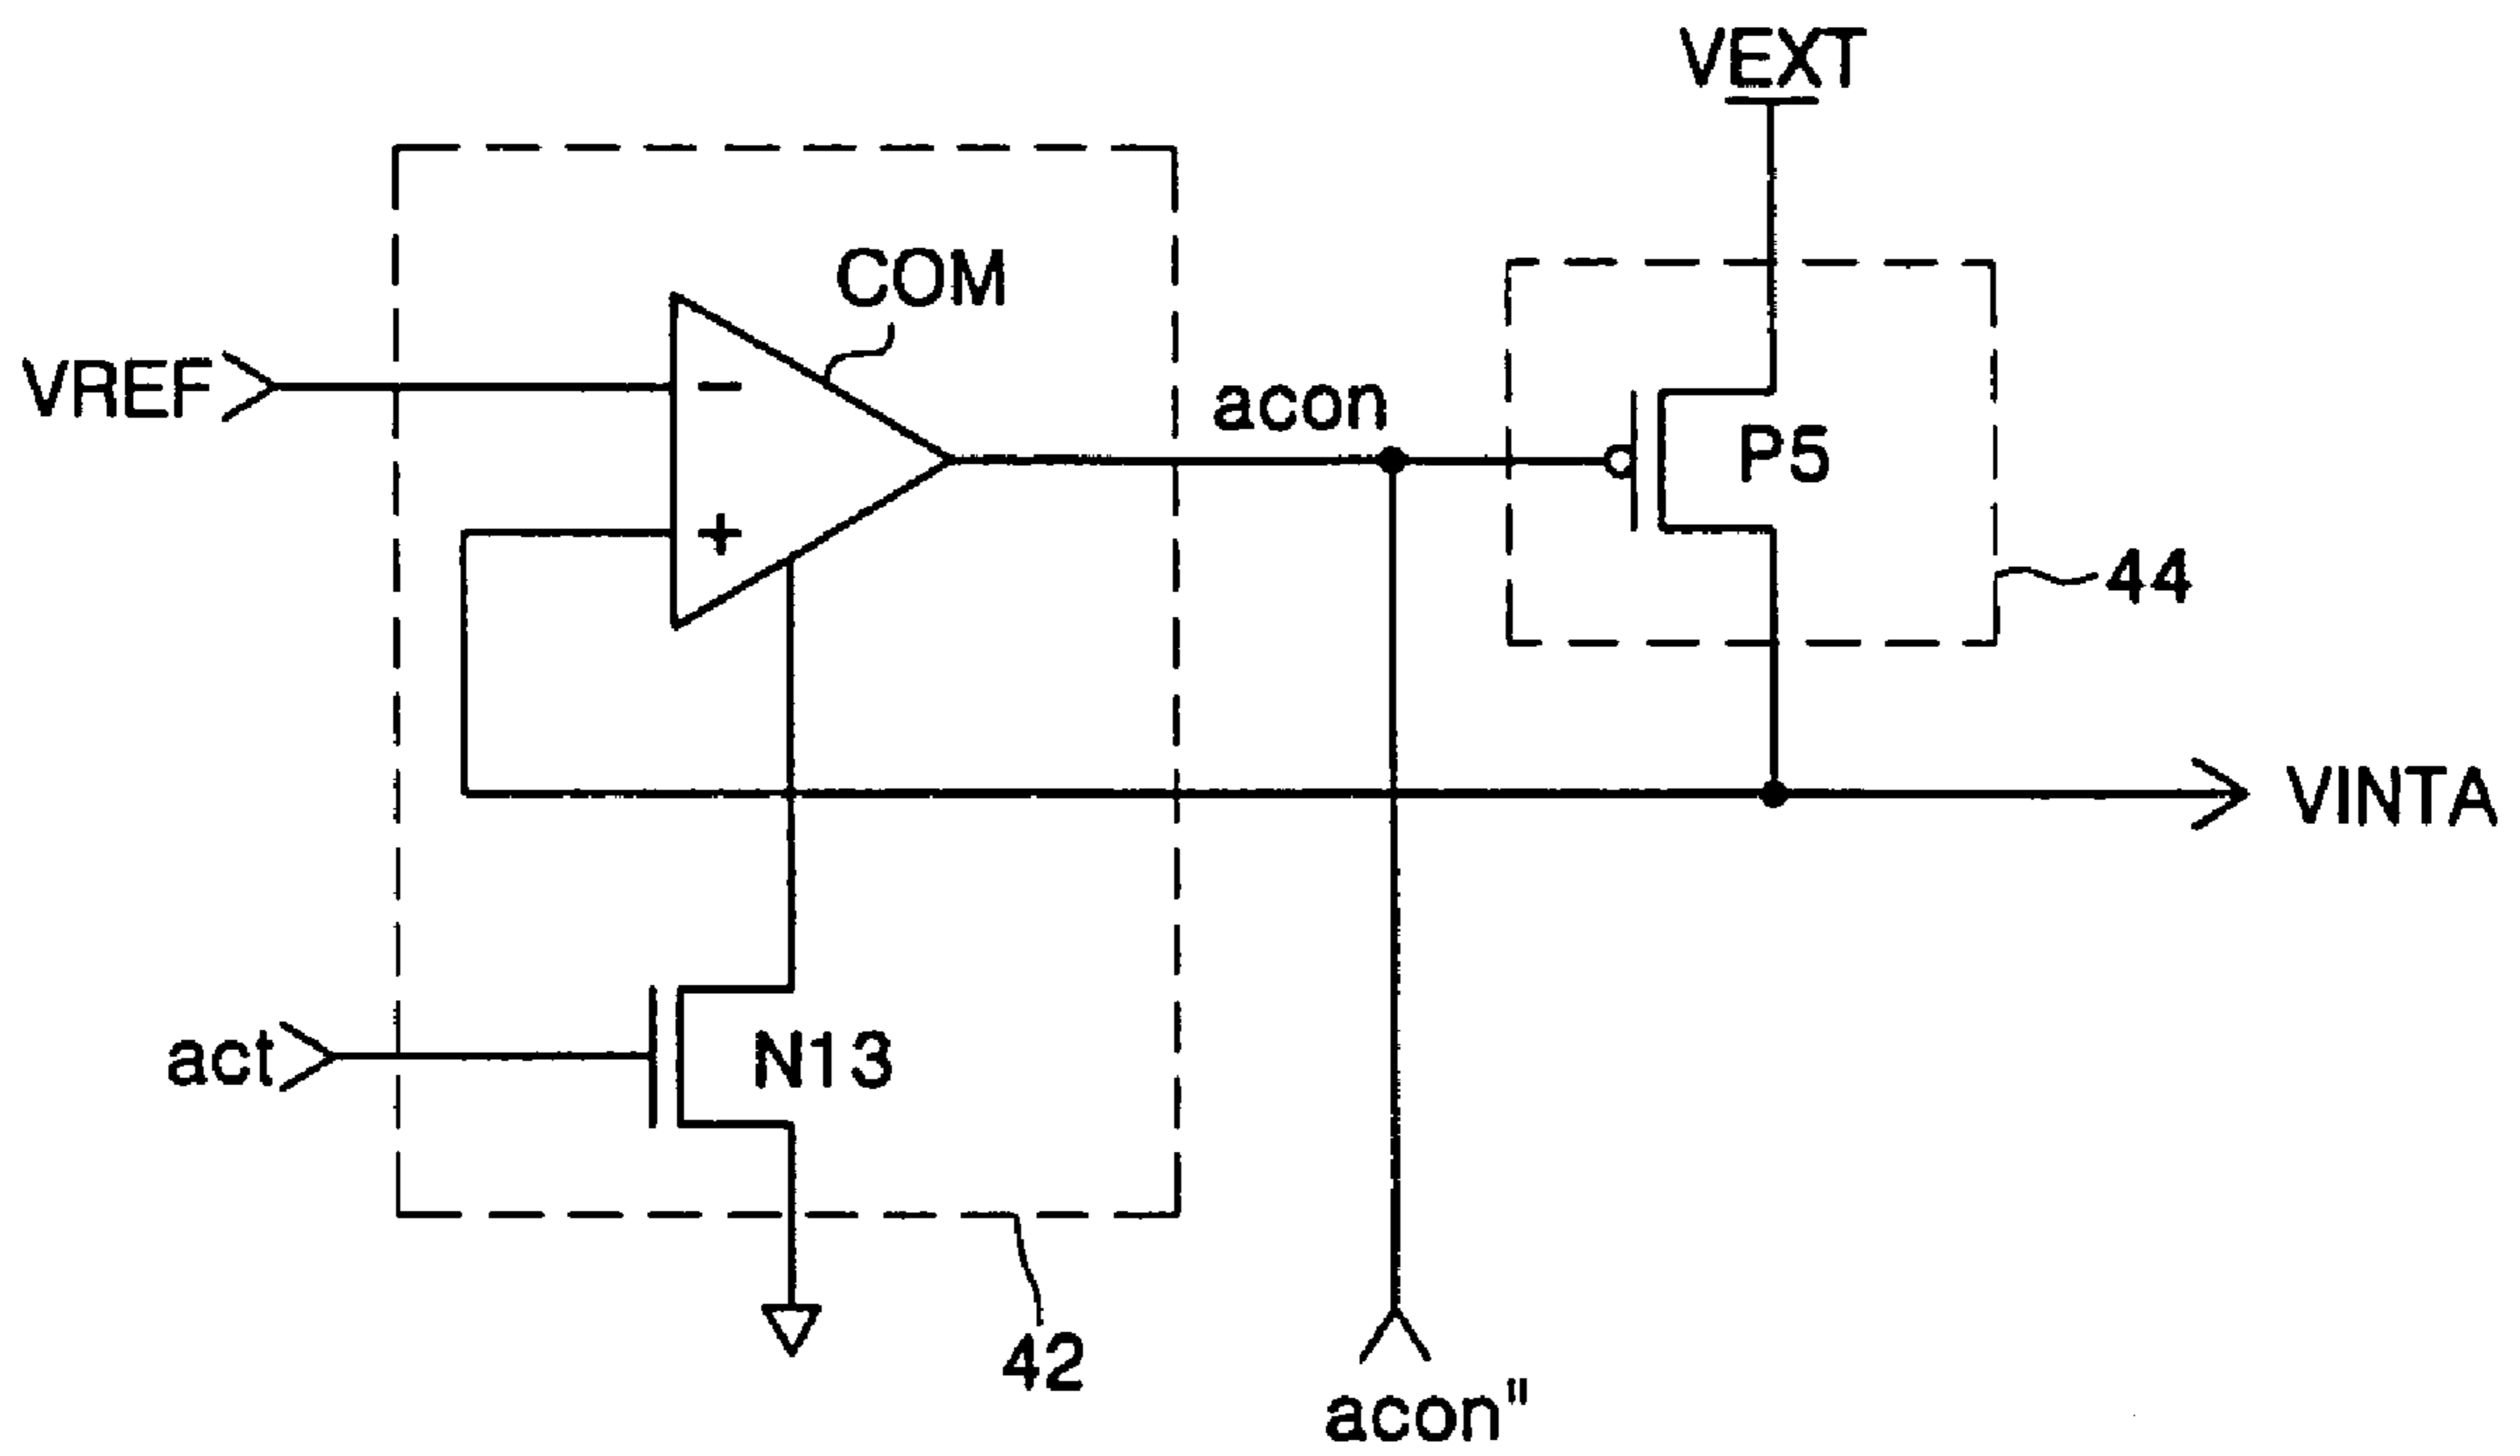 VEXT
COM
VREF
-
acon
P5
+
44
VINTA
act
N13
42
acon"